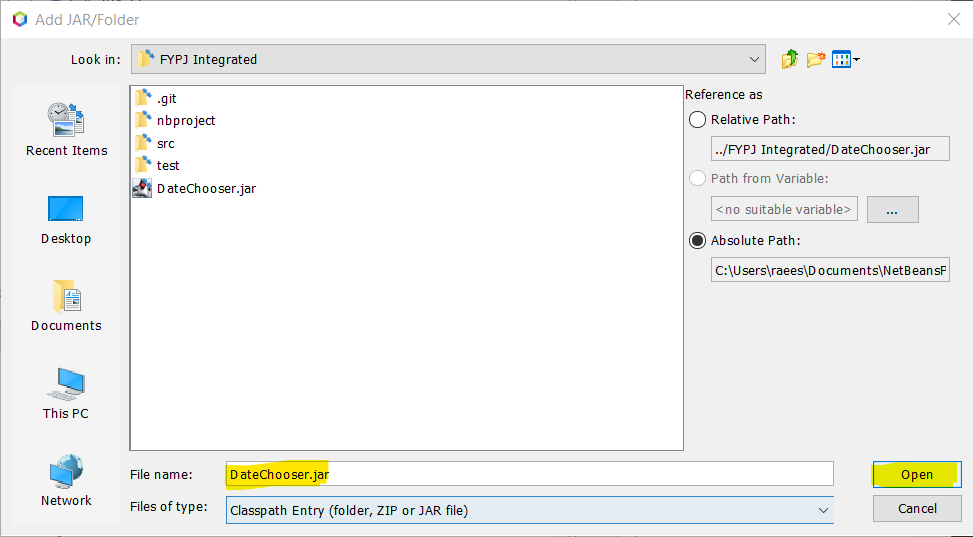 Add JAR/Folder
Look in:
FYPJ Integrated
Recent Items
Desktop
Documents
This PC
Network
.git
nbproject
src
test
DateChooser.jar
Reference as
Relative Path:
../FYPJ Integrated/DateChooser.jar
Path from Variable:
<no suitable variable>
...
Absolute Path:
C:\Users\raees\Documents\NetBeansP
File name:
DateChooser.jar
Open
Files of type:
Classpath Entry (folder, ZIP or JAR file)
Cancel